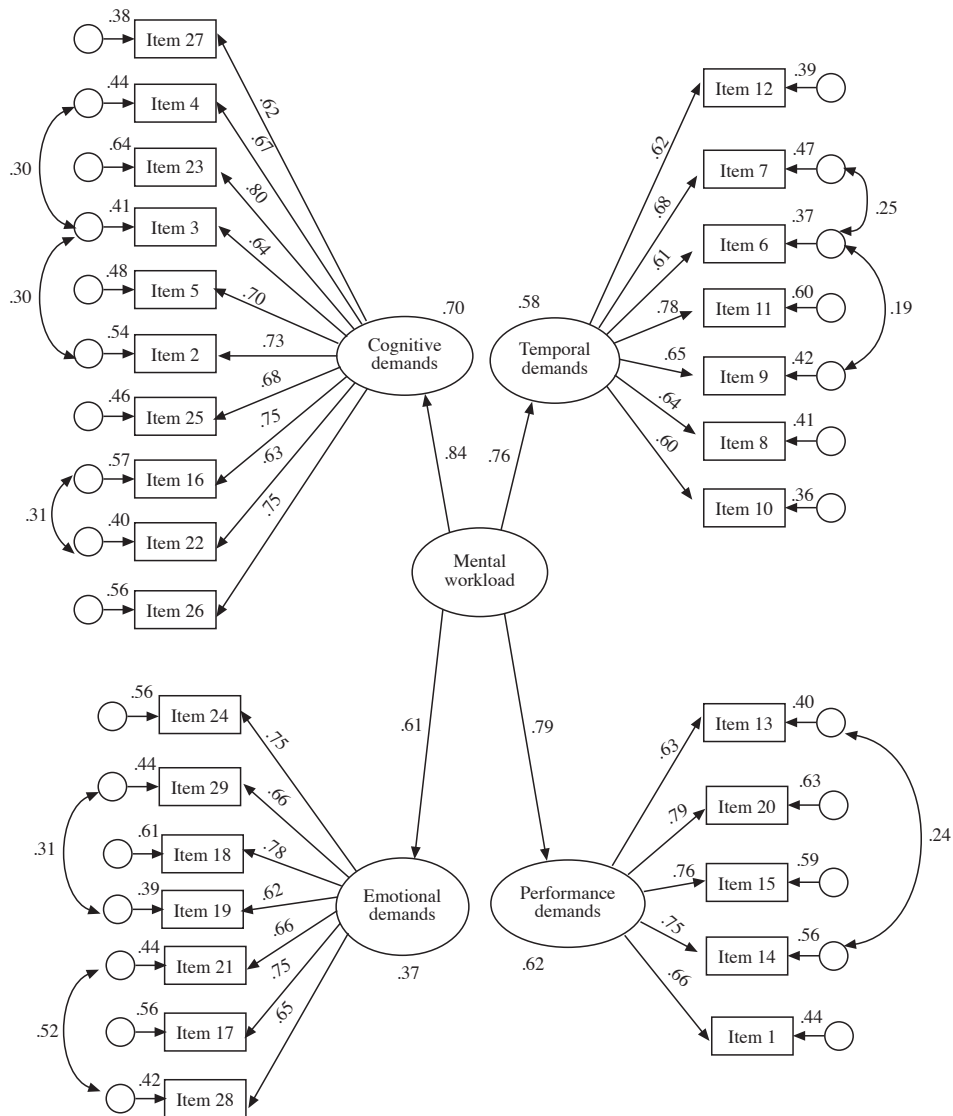 .38
Item 27
.62
.44
Item 4
.67
.30
.64
Item 23
.80
.41
Item 3
.64
.30
.48
Item 5
.70
.54
Item 2
.73
.46
Item 25
.68
.57
Item 16
.75
.31
.40
Item 22
.63
.56
Item 26
.75
.70
Cognitive
demands
.39
Item 12
.62
.47
Item 7
.68
.25
.37
Item 6
.61
.19
.60
Item 11
.78
.42
Item 9
.65
.41
Item 8
.64
.36
Item 10
.60
.58
Temporal
demands
.84
.76
Mental
workload
.61
.79
.56
Item 24
.75
.44
Item 29
.66
.31
.61
Item 18
.78
.39
Item 19
.62
.44
Item 21
.66
.52
.56
Item 17
.75
.42
Item 28
.65
Emotional
demands
.37
.40
Item 13
.63
.63
Item 20
.79
.24
.59
Item 15
.76
.56
Item 14
.75
.44
Item 1
.66
Performance
demands
.62